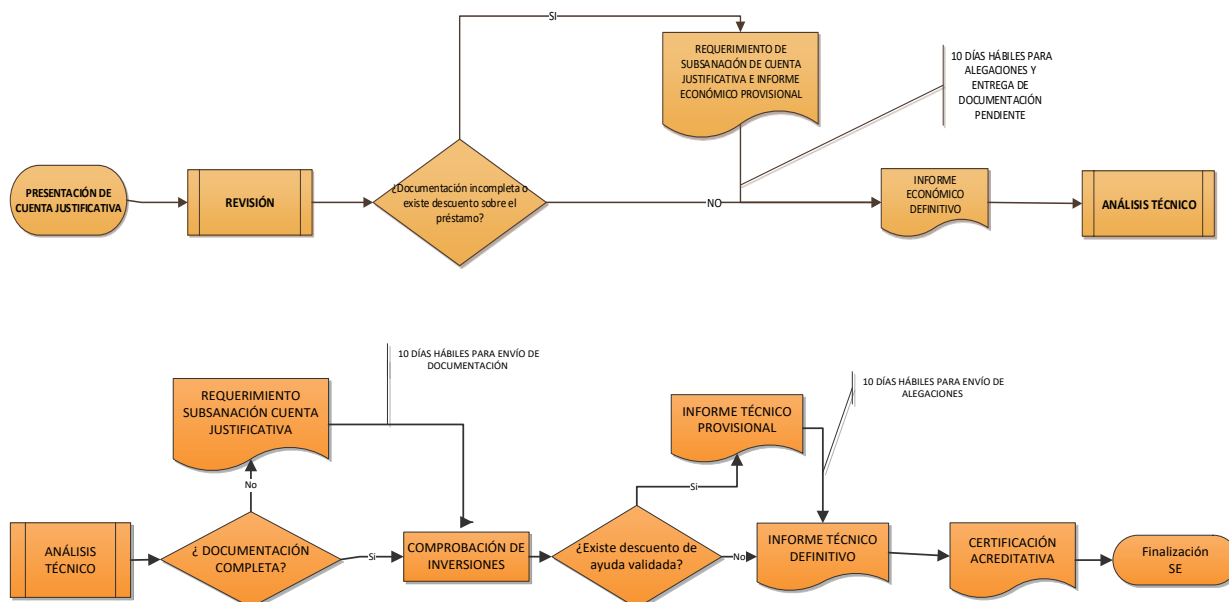 SI
REQUERIMIENTO DE
SUBSANACIÓN DE CUENTA
JUSTIFICATIVA E INFORME
ECONÓMICO PROVISIONAL
10 DÍAS HÁBILES PARA
ALEGACIONES Y
ENTREGA DE
DOCUMENTACIÓN
PENDIENTE
PRESENTACIÓN DE
CUENTA JUSTIFICATIVA
REVISIÓN
¿Documentación incompleta o
existe descuento sobre el
préstamo?
NO
INFORME
ECONÓMICO
DEFINITIVO
ANÁLISIS TÉCNICO
10 DÍAS HÁBILES PARA ENVÍO DE
DOCUMENTACIÓN
REQUERIMIENTO
SUBSANACIÓN CUENTA
JUSTIFICATIVA
INFORME TÉCNICO
PROVISIONAL
10 DÍAS HÁBILES PARA ENVÍO DE
ALEGACIONES
No
Si
ANÁLISIS
TÉCNICO
¿ DOCUMENTACIÓN
COMPLETA?
Si
COMPROBACIÓN DE
INVERSIONES
¿Existe descuento de
ayuda validada?
No
INFORME TÉCNICO
DEFINITIVO
CERTIFICACIÓN
ACREDITATIVA
Finalización
SE